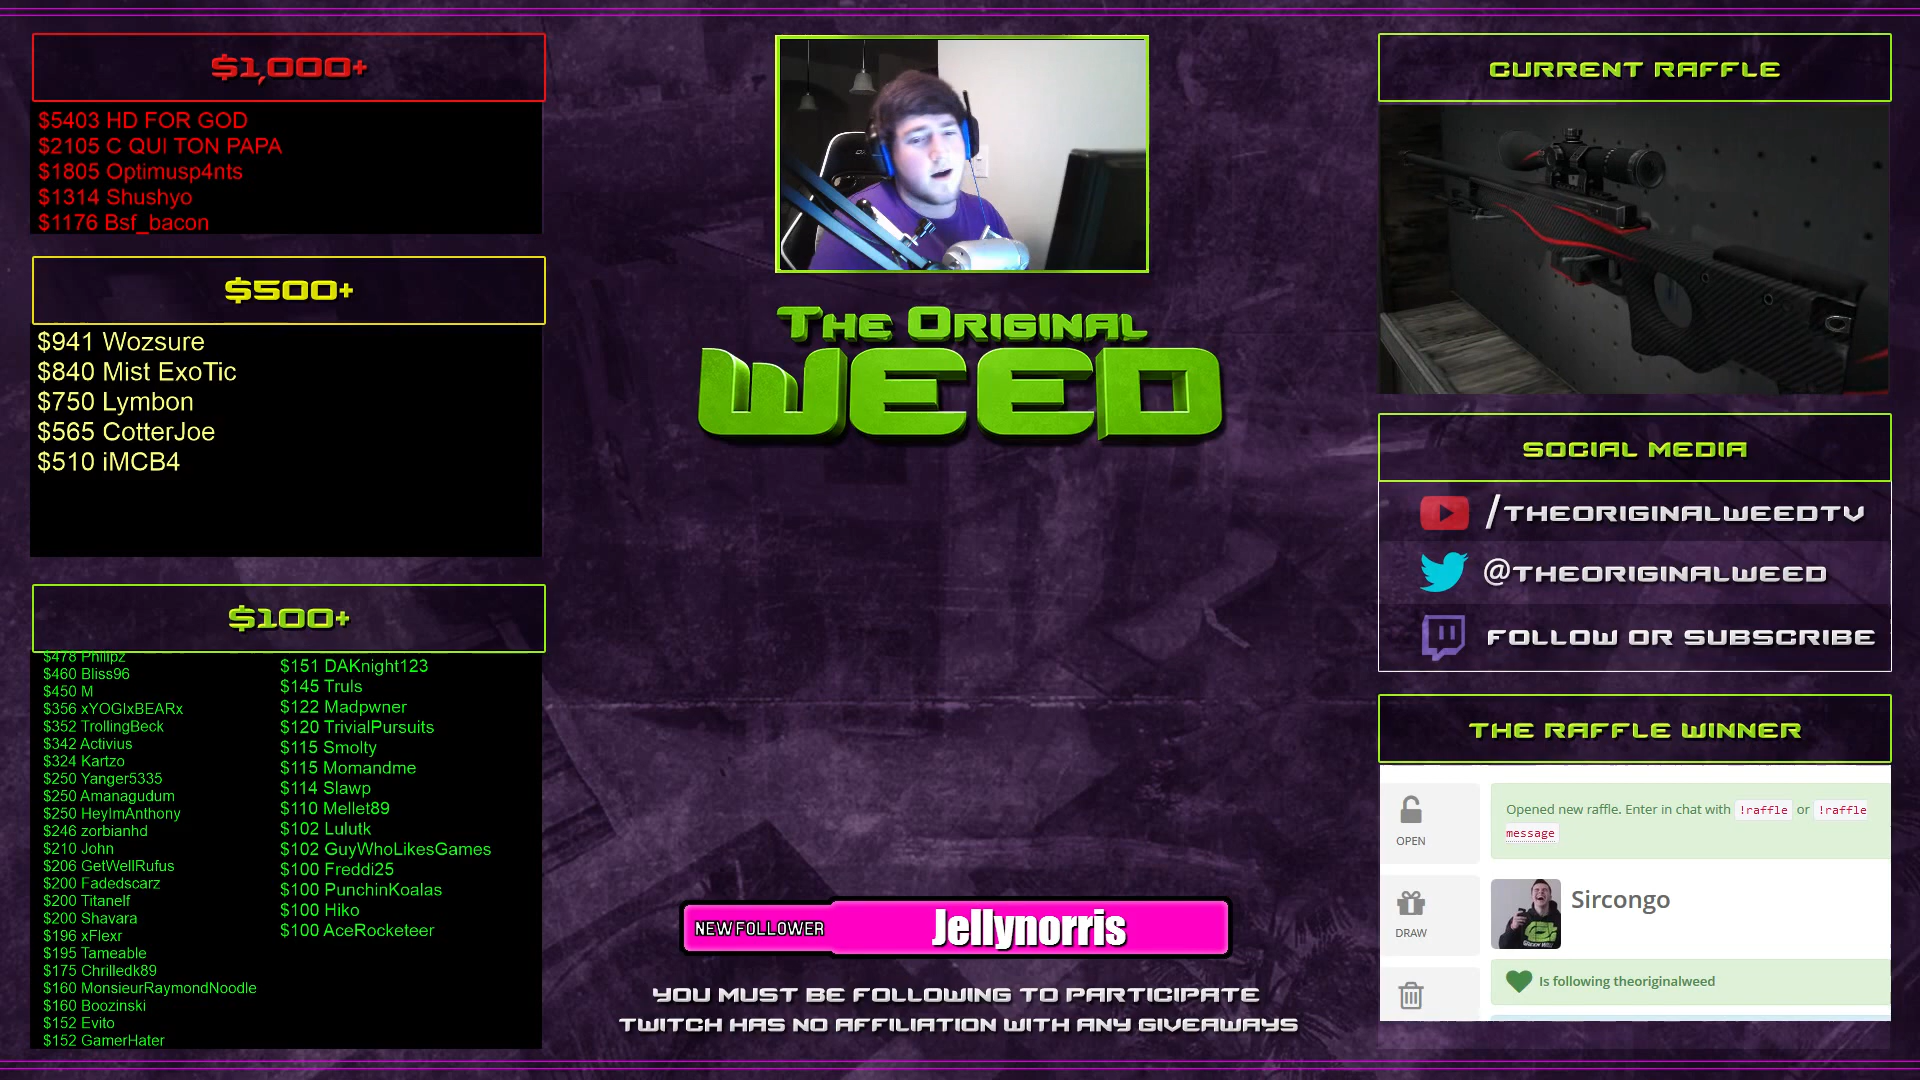 $1,000+
$5403 HD FOR GOD
$2105 C QUI TON PAPA
$1805 Optimusp4nts
$1314 Shushyo
$1176 Bsf_bacon
$500+
$941 Wozsure
$840 Mist ExoTic
$750 Lymbon
$565 CotterJoe
$510 iMCB4
$100+
$478 Philipz
$460 Bliss96
$450 M
$356 xYOGIxBEARx
$352 TrollingBeck
$342 Activius
$324 Kartzo
$250 Yanger5335
$250 Amanagudum
$250 HeyImAnthony
$246 zorbianhd
$210 John
$206 GetWellRufus
$200 Fadedscarz
$200 Titanelf
$200 Shavara
$196 xFlexr
$195 Tameable
$175 Chrilledk89
$160 MonsieurRaymondNoodle
$160 Boozinski
$152 Evito
$152 GamerHater
$151 DAKnight123
$145 Truls
$122 Madpwner
$120 TrivialPursuits
$115 Smolty
$115 Momandme
$114 Slawp
$110 Mellet89
$102 Lulutk
$102 GuyWhoLikesGames
$100 Freddi25
$100 PunchinKoalas
$100 Hiko
$100 AceRocketeer
The Original
WEED
NEW FOLLOWER Jellynorris
YOU MUST BE FOLLOWING TO PARTICIPATE
TWITCH HAS NO AFFILIATION WITH ANY GIVEAWAYS
CURRENT RAFFLE
SOCIAL MEDIA
/THEORIGINALWEEDTV
@THEORIGINALWEED
FOLLOW OR SUBSCRIBE
THE RAFFLE WINNER
OPEN
Opened new raffle. Enter in chat with !raffle or !raffle
message
DRAW
Sircongo
Is following theoriginalweed